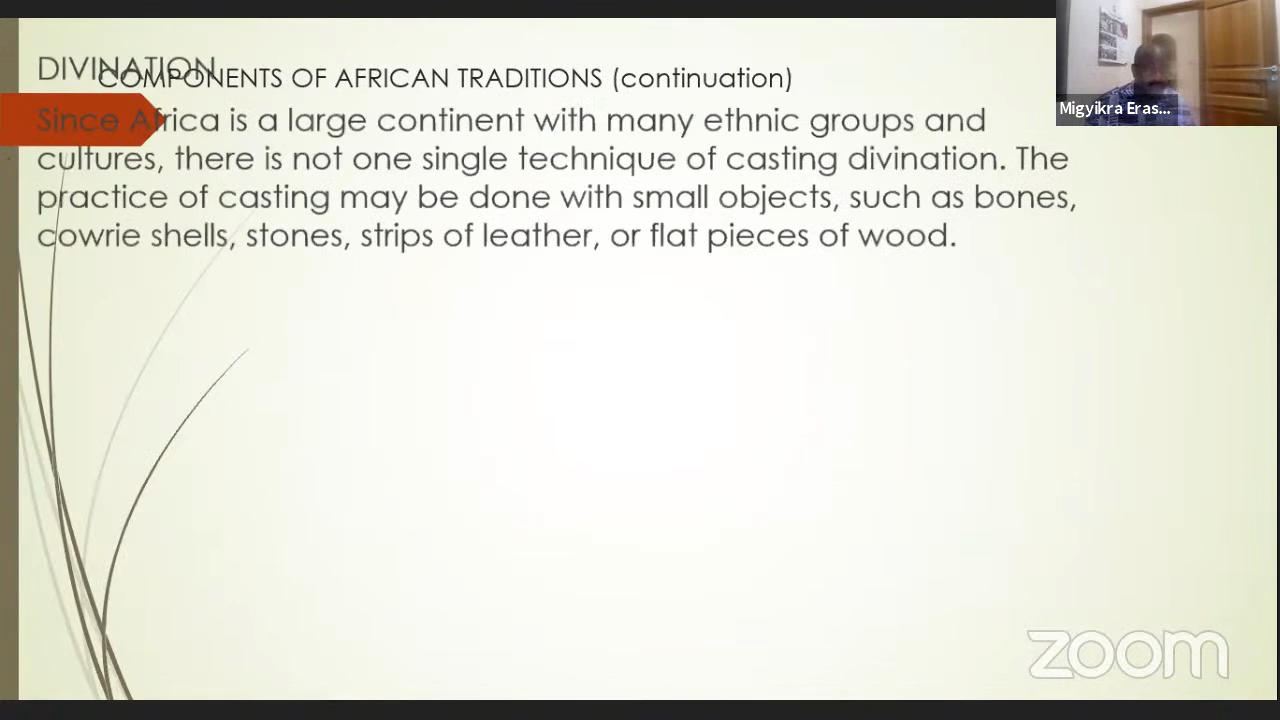 DIVINATION
COMPONENTS OF AFRICAN TRADITIONS (continuation)
Since Africa is a large continent with many ethnic groups and
cultures, there is not one single technique of casting divination. The
practice of casting may be done with small objects, such as bones,
cowrie shells, stones, strips of leather, or flat pieces of wood.
Migyikra Eras...
zoom